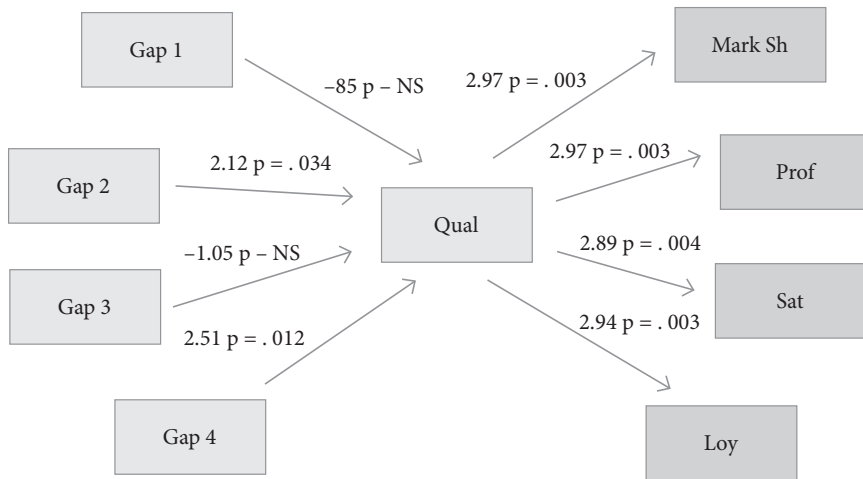 Gap 1
Mark Sh
–85 p – NS
2.97 p = . 003
Gap 2
2.12 p = . 034
2.97 p = . 003
Prof
Qual
Gap 3
–1.05 p – NS
2.89 p = . 004
Sat
2.51 p = . 012
2.94 p = . 003
Gap 4
Loy